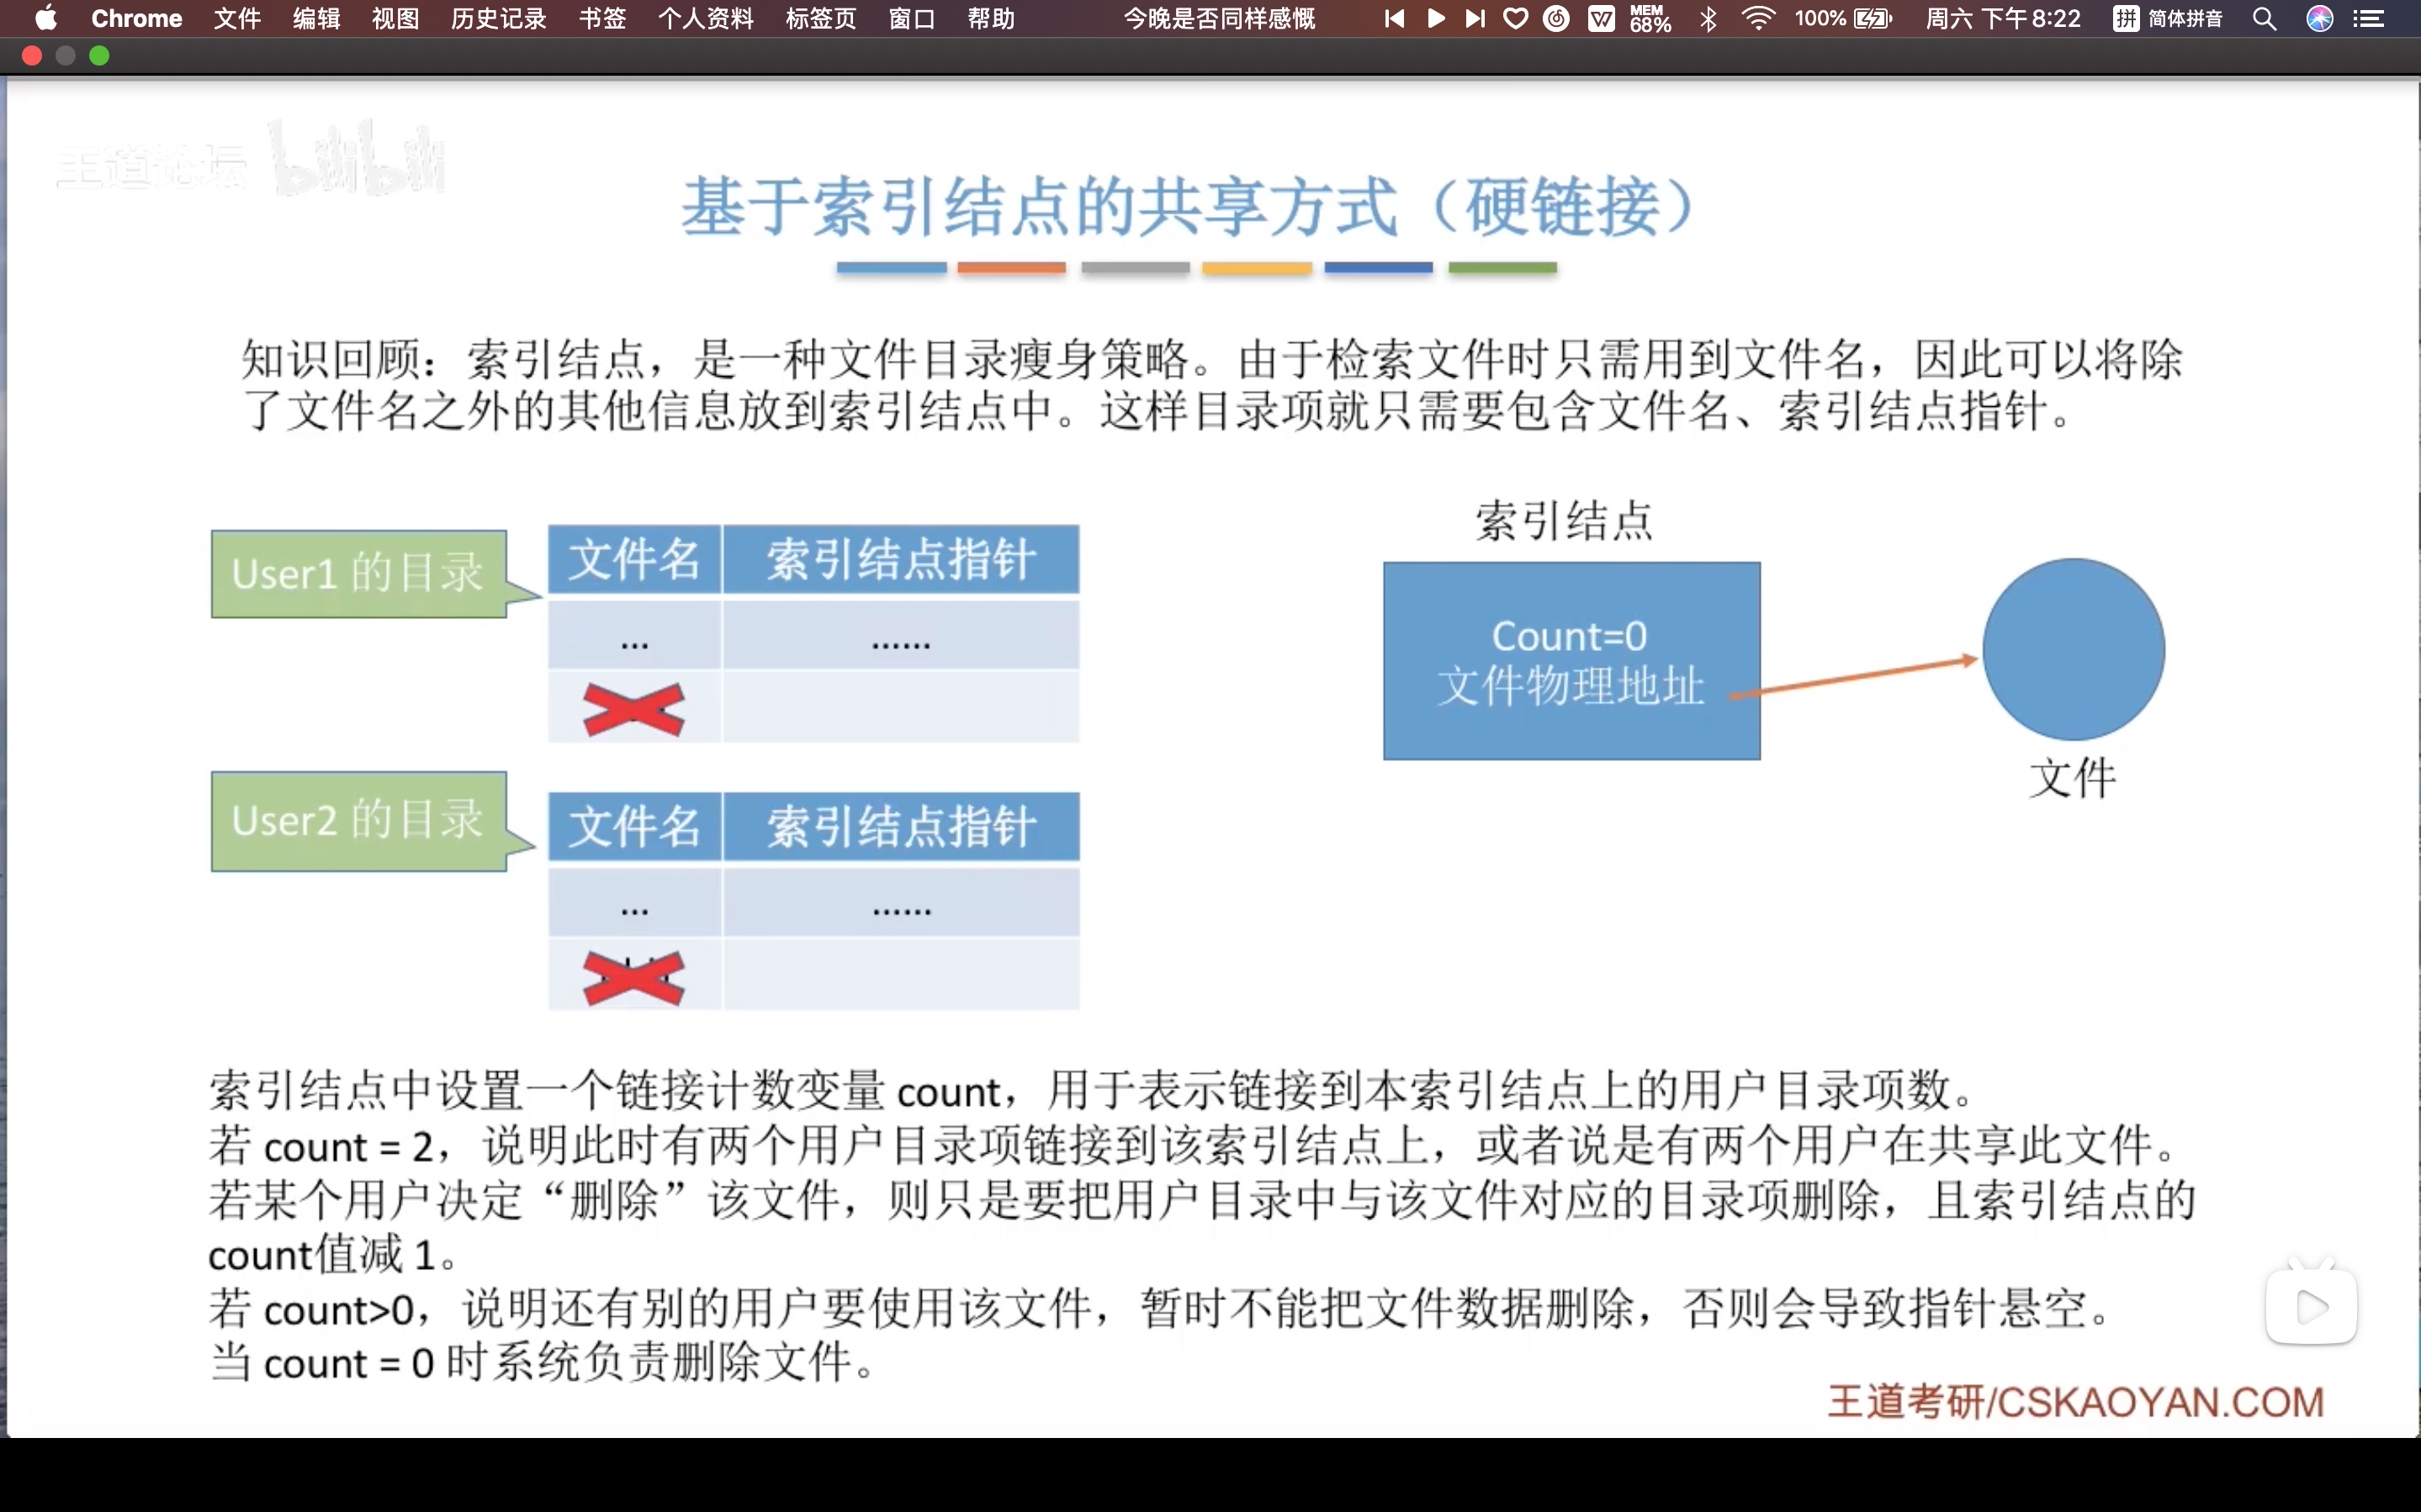 Chrome 文件 编辑 视图 历史记录 书签 个人资料 标签页 窗口 帮助 今晚是否同样感慨 MEM 68% 100% 周六 下午8:22 拼 简体拼音
王道论坛 bilibili
基于索引结点的共享方式（硬链接）
知识回顾：索引结点，是一种文件目录瘦身策略。由于检索文件时只需用到文件名，因此可以将除
了文件名之外的其他信息放到索引结点中。这样目录项就只需要包含文件名、索引结点指针。
User1 的目录
文件名 索引结点指针
... ......
User2 的目录
文件名 索引结点指针
... ......
索引结点
Count=0
文件物理地址
文件
索引结点中设置一个链接计数变量 count，用于表示链接到本索引结点上的用户目录项数。
若 count = 2，说明此时有两个用户目录项链接到该索引结点上，或者说是有两个用户在共享此文件。
若某个用户决定“删除”该文件，则只是要把用户目录中与该文件对应的目录项删除，且索引结点的
count值减 1。
若 count>0，说明还有别的用户要使用该文件，暂时不能把文件数据删除，否则会导致指针悬空。
当 count = 0 时系统负责删除文件。
王道考研/CSKAOYAN.COM